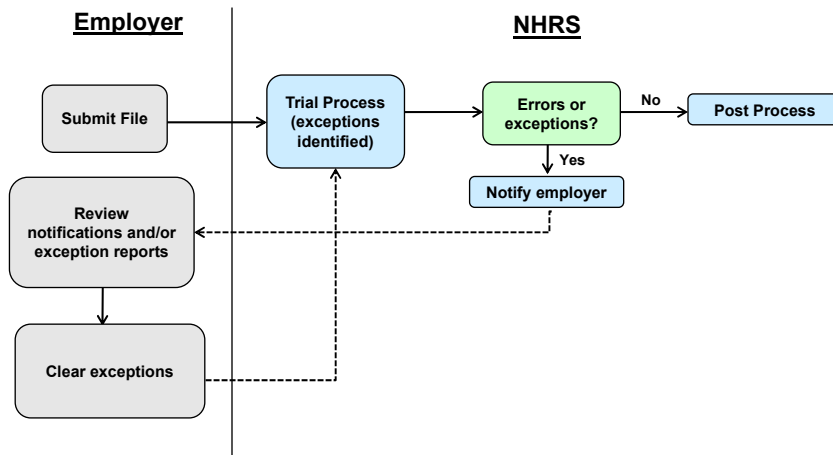 Employer
NHRS
Submit File
Trial Process
(exceptions
identified)
Errors or
exceptions?
No
Post Process
Yes
Notify employer
Review
notifications and/or
exception reports
Clear exceptions